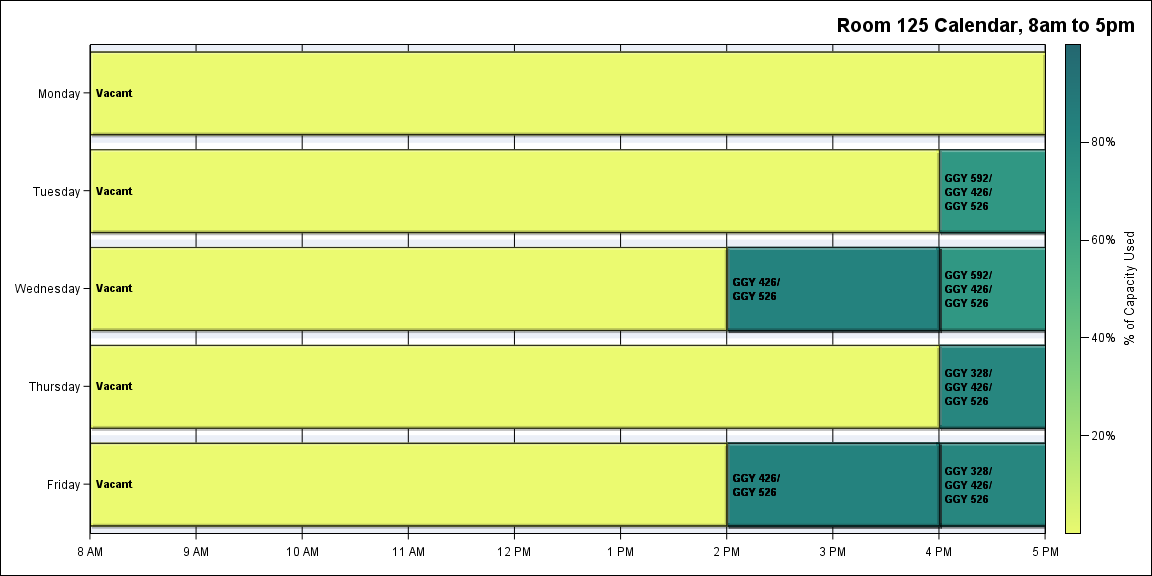 Room 125 Calendar, 8am to 5pm
Monday
Vacant
Tuesday
Vacant
GGY 592/
GGY 426/
GGY 526
Wednesday
Vacant
GGY 426/
GGY 526
GGY 592/
GGY 426/
GGY 526
Thursday
Vacant
GGY 328/
GGY 426/
GGY 526
Friday
Vacant
GGY 426/
GGY 526
GGY 328/
GGY 426/
GGY 526
8 AM
9 AM
10 AM
11 AM
12 PM
1 PM
2 PM
3 PM
4 PM
5 PM
80%
60%
40%
20%
% of Capacity Used